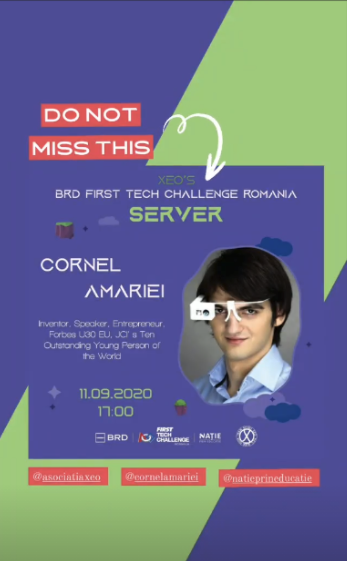 DO NOT
MISS THIS
XEO'S
BRD FIRST TECH CHALLENGE ROMANIA
SERVER
CORNEL
AMARIEI
Inventor, Speaker, Entrepreneur,
Forbes U30 EU, JCI' s Ten
Outstanding Young Person of
the World
11.09.2020
17:00
BRD FIRST TECH CHALLENGE NAȚIE
@asociatiaxeo @cornelamariei @natieprineducatie